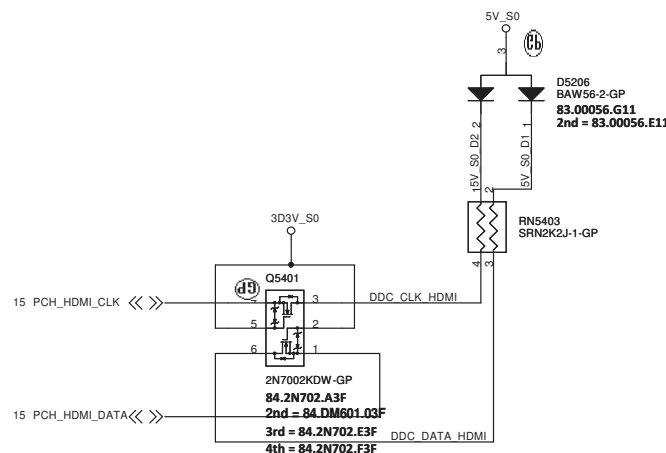 5V_S0
3
D5206
BAW56-2-GP
83.00056.G11
2nd = 83.00056.E11
2
1
5V_S0_D2
5V_S0_D1
1
2
RN5403
SRN2K2J-1-GP
4
3
3D3V_S0
Q5401
GP
15 PCH_HDMI_CLK
4
3
DDC_CLK_HDMI
5
2
6
1
2N7002KDW-GP
84.2N702.A3F
15 PCH_HDMI_DATA
2nd = 84.DM601.03F
3rd = 84.2N702.E3F
DDC_DATA_HDMI
4th = 84.2N702.F3F